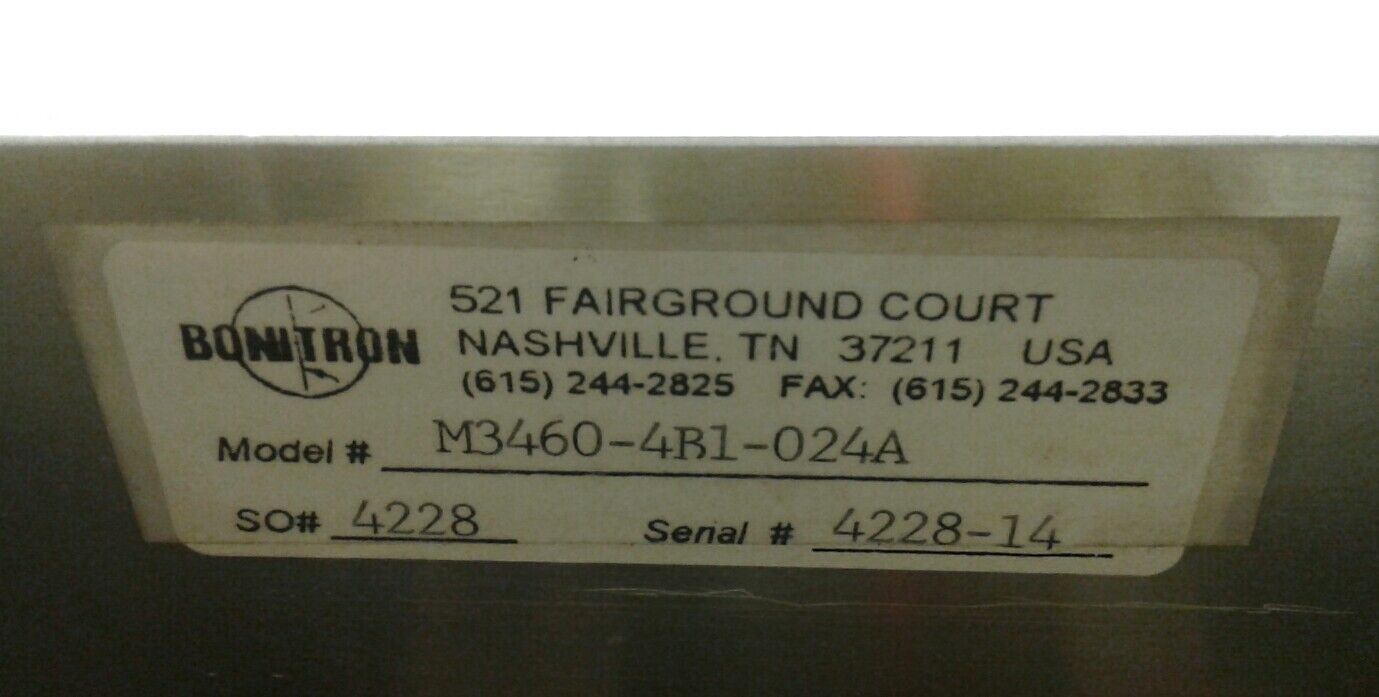 BONITRON
521 FAIRGROUND COURT
NASHVILLE, TN 37211 USA
(615) 244-2825 FAX: (615) 244-2833
Model # M3460-4B1-024A
SO# 4228 Serial # 4228-14